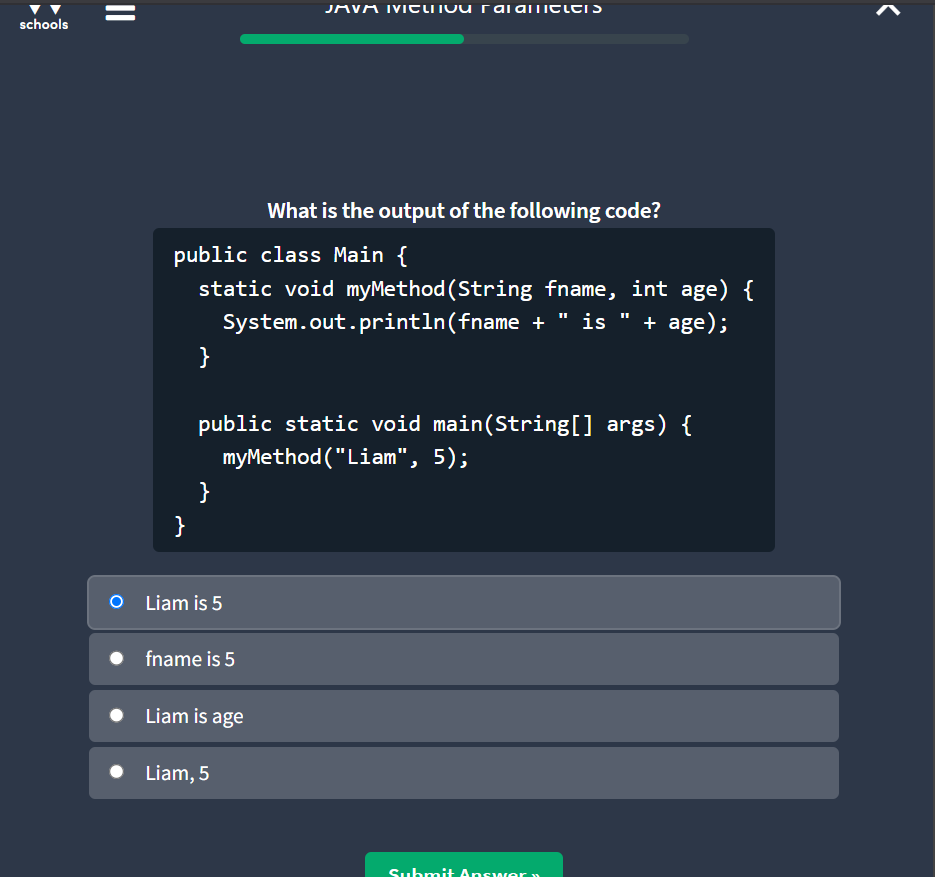 schools
JAVA Method Parameters
What is the output of the following code?
public class Main {
  static void myMethod(String fname, int age) {
    System.out.println(fname + " is " + age);
  }

  public static void main(String[] args) {
    myMethod("Liam", 5);
  }
}
Liam is 5
fname is 5
Liam is age
Liam, 5
Submit Answer »